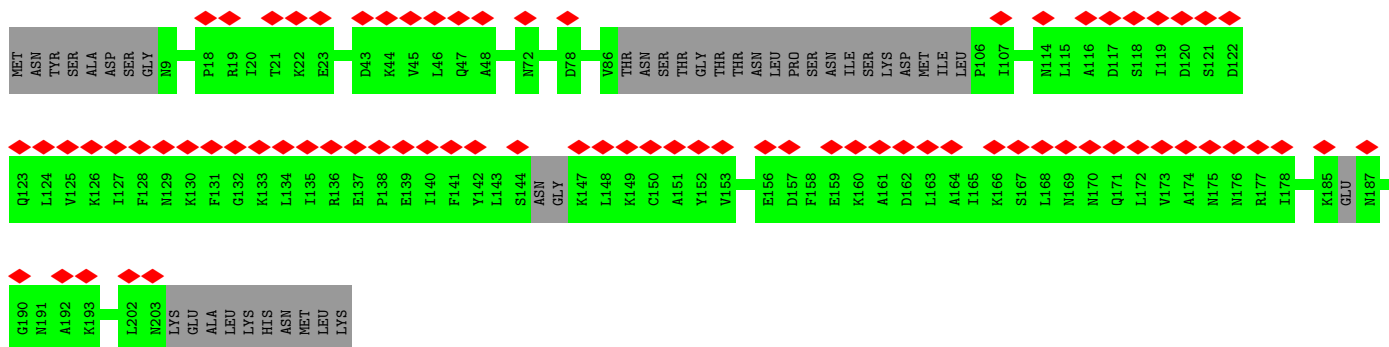 MET ASN TYR SER ALA ASP SER GLY N9 P18 R19 I20 T21 K22 E23 D43 K44 V45 L46 Q47 A48 N72 D78 V86 THR ASN SER THR GLY THR THR ASN LEU PRO SER ASN ILE SER LYS ASP MET ILE LEU P106 I107 N114 L115 A116 D117 S118 I119 D120 S121 D122
Q123 L124 V125 K126 I127 F128 N129 K130 F131 G132 K133 L134 I135 R136 E137 P138 E139 I140 F141 Y142 L143 S144 ASN GLY K147 L148 K149 C150 A151 Y152 V153 E156 D157 F158 E159 K160 A161 D162 L163 A164 I165 K166 S167 L168 N169 N170 Q171 L172 V173 A174 N175 N176 R177 I178 K185 GLU N187
G190 N191 A192 K193 L202 N203 LYS GLU ALA LEU LYS HIS ASN MET LEU LYS